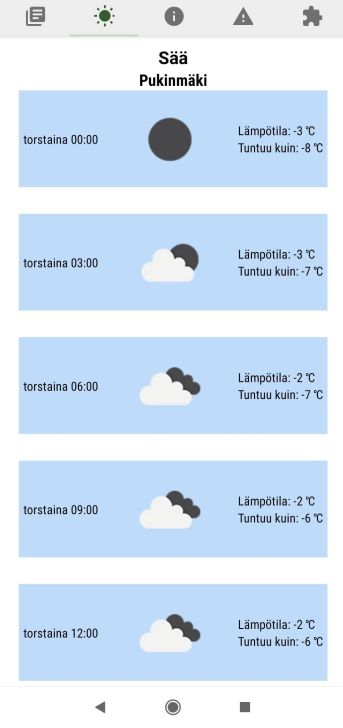 Sää
Pukinmäki
torstaina 00:00
Lämpötila: -3 °C
Tuntuu kuin: -8 °C
torstaina 03:00
Lämpötila: -3 °C
Tuntuu kuin: -7 °C
torstaina 06:00
Lämpötila: -2 °C
Tuntuu kuin: -7 °C
torstaina 09:00
Lämpötila: -2 °C
Tuntuu kuin: -6 °C
torstaina 12:00
Lämpötila: -2 °C
Tuntuu kuin: -6 °C